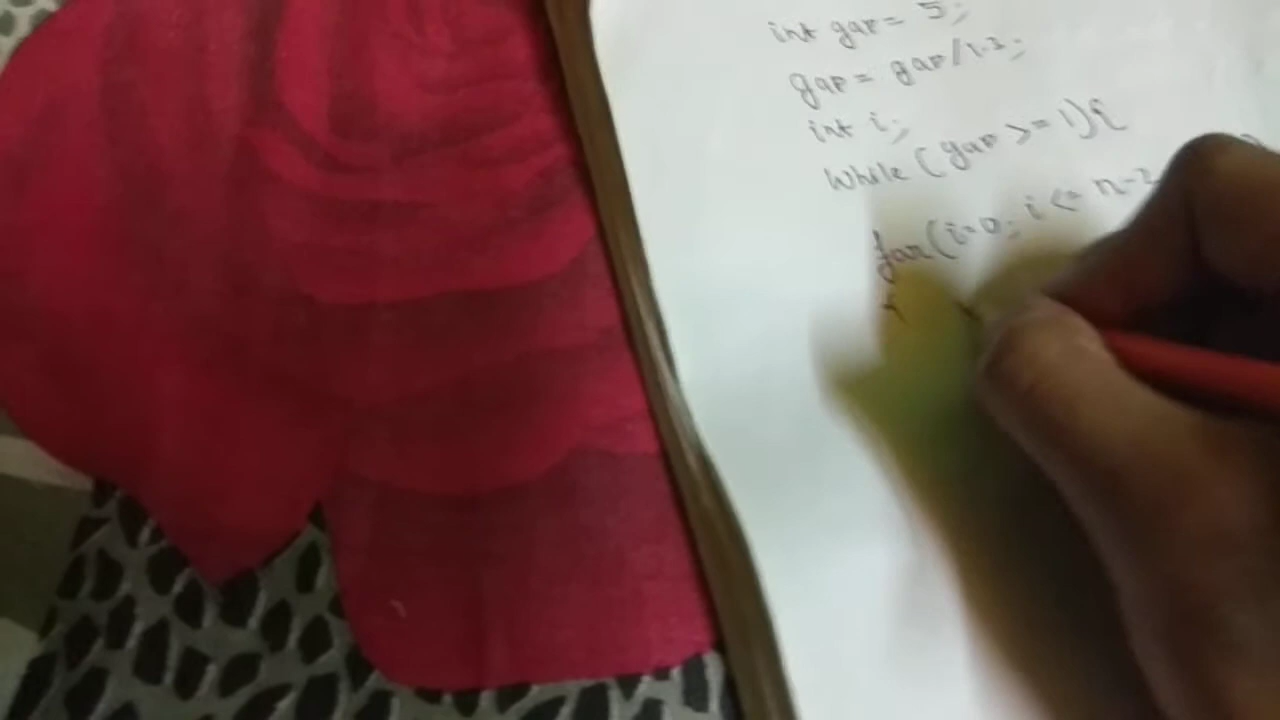 int gap = 5;
gap = gap/1.3;
int i;
While (gap >= 1){
for(i=0; i <= n-2